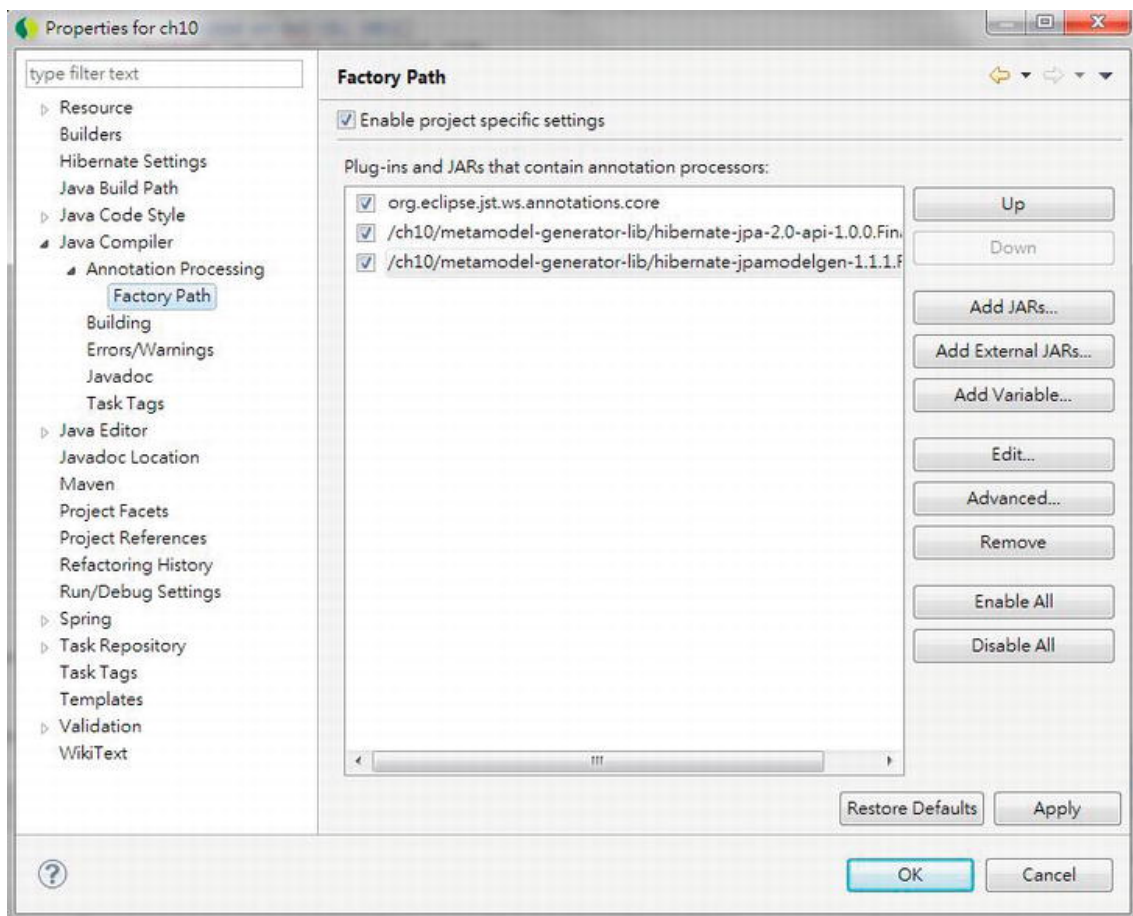 Properties for ch10
type filter text
Resource
Builders
Hibernate Settings
Java Build Path
Java Code Style
Java Compiler
Annotation Processing
Factory Path
Building
Errors/Warnings
Javadoc
Task Tags
Java Editor
Javadoc Location
Maven
Project Facets
Project References
Refactoring History
Run/Debug Settings
Spring
Task Repository
Task Tags
Templates
Validation
WikiText
Factory Path
Enable project specific settings
Plug-ins and JARs that contain annotation processors:
org.eclipse.jst.ws.annotations.core
/ch10/metamodel-generator-lib/hibernate-jpa-2.0-api-1.0.0.Fin
/ch10/metamodel-generator-lib/hibernate-jpamodelgen-1.1.1.F
Up
Down
Add JARs...
Add External JARs...
Add Variable...
Edit...
Advanced...
Remove
Enable All
Disable All
Restore Defaults
Apply
OK
Cancel